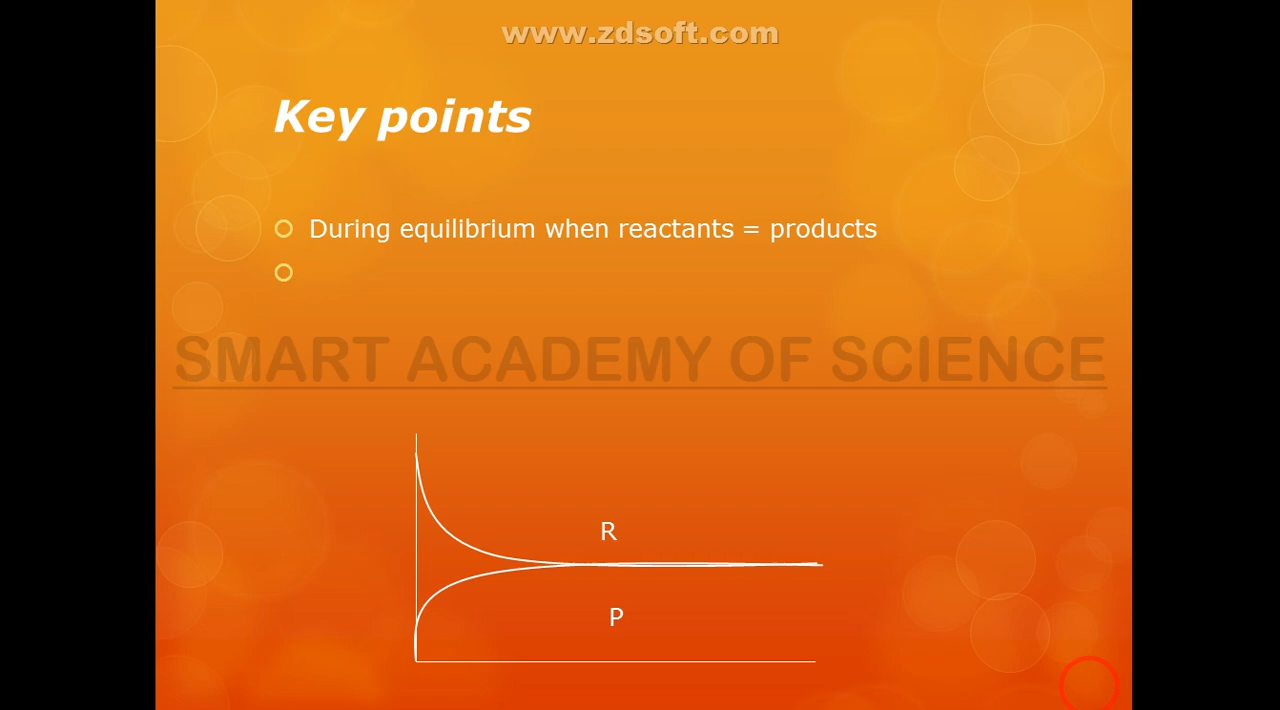 www.zdsoft.com
Key points
During equilibrium when reactants = products
SMART ACADEMY OF SCIENCE
R
P